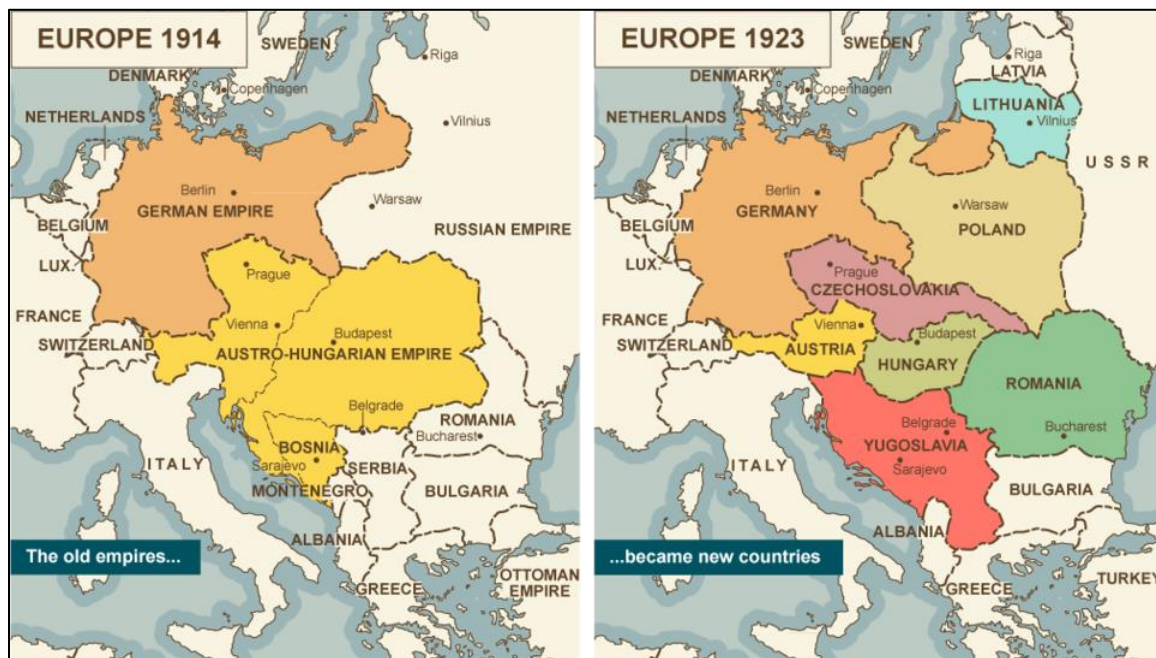 EUROPE 1914
SWEDEN
Riga
DENMARK
Copenhagen
NETHERLANDS
Vilnius
Berlin
GERMAN EMPIRE
Warsaw
BELGIUM
RUSSIAN EMPIRE
LUX.
Prague
FRANCE
Vienna
Budapest
SWITZERLAND
AUSTRO-HUNGARIAN EMPIRE
Belgrade
ROMANIA
Bucharest
BOSNIA
Sarajevo
ITALY
SERBIA
MONTENEGRO
BULGARIA
ALBANIA
The old empires...
GREECE
OTTOMAN
EMPIRE
EUROPE 1923
SWEDEN
Riga
LATVIA
DENMARK
Copenhagen
LITHUANIA
NETHERLANDS
Vilnius
USSR
Berlin
GERMANY
Warsaw
POLAND
BELGIUM
LUX.
Prague
CZECHOSLOVAKIA
FRANCE
Vienna
Budapest
SWITZERLAND
AUSTRIA
HUNGARY
ROMANIA
Belgrade
Bucharest
YUGOSLAVIA
Sarajevo
ITALY
BULGARIA
ALBANIA
...became new countries
GREECE
TURKEY